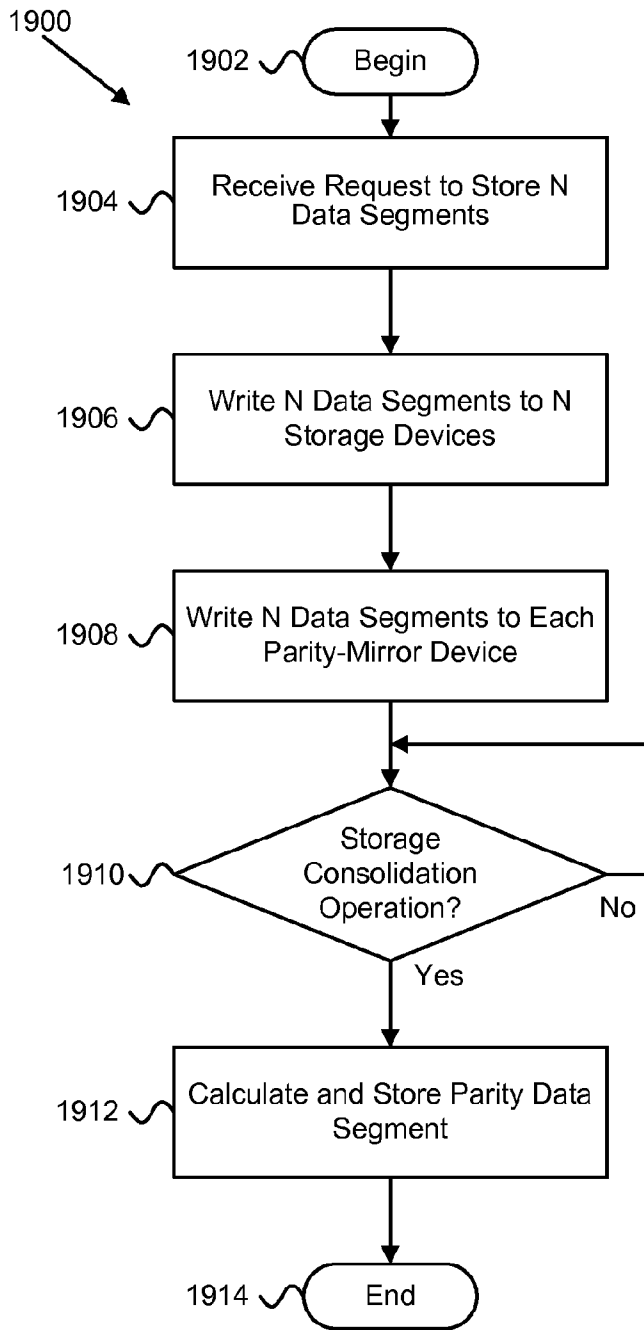 1900
1902
Begin
1904
Receive Request to Store N
Data Segments
1906
Write N Data Segments to N
Storage Devices
1908
Write N Data Segments to Each
Parity-Mirror Device
1910
Storage
Consolidation
Operation?
No
Yes
1912
Calculate and Store Parity Data
Segment
1914
End